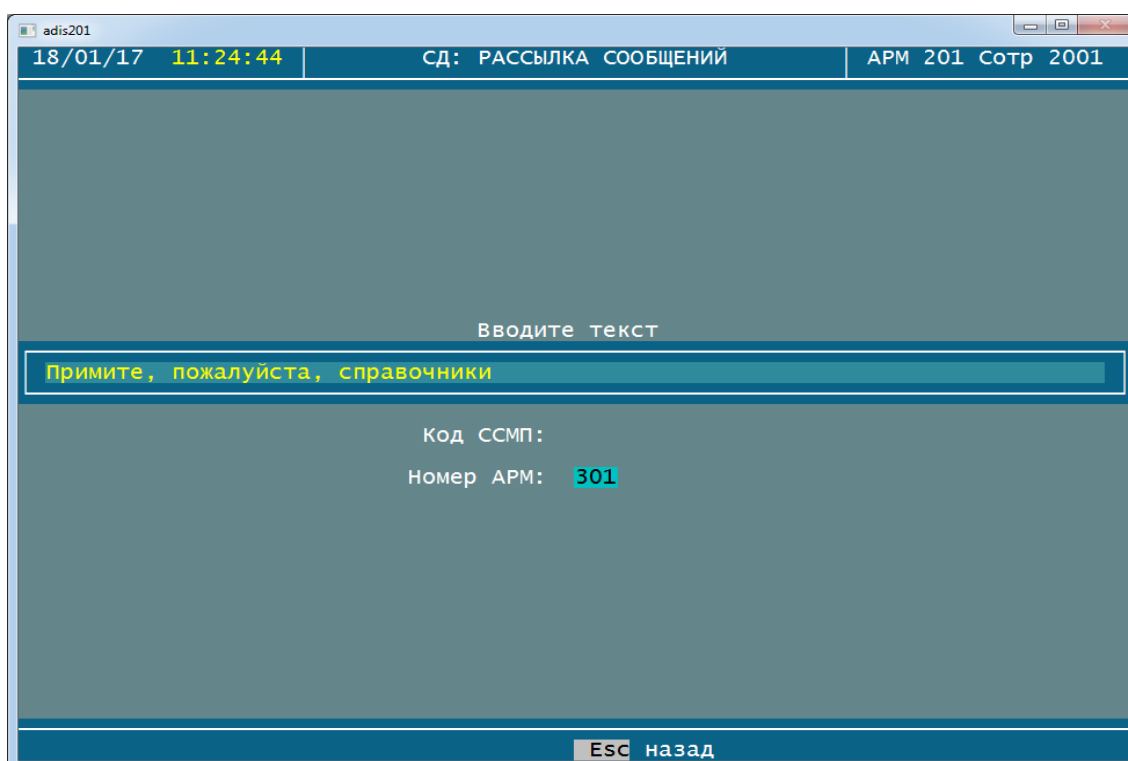 adis201
18/01/17 11:24:44 СД: РАССЫЛКА СООБЩЕНИЙ АРМ 201 Сотр 2001
Вводите текст
Примите, пожалуйста, справочники
Код ССМП:
Номер АРМ: 301
Esc назад